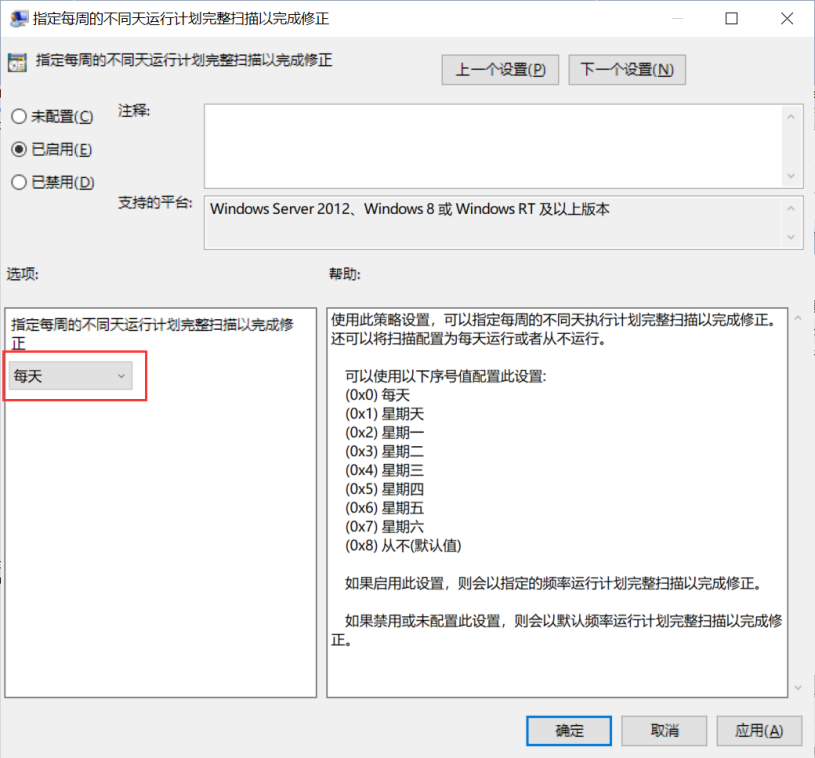 指定每周的不同天运行计划完整扫描以完成修正
指定每周的不同天运行计划完整扫描以完成修正
上一个设置(P)
下一个设置(N)
未配置(C)
注释:
已启用(E)
已禁用(D)
支持的平台:
Windows Server 2012、Windows 8 或 Windows RT 及以上版本
选项:
帮助:
指定每周的不同天运行计划完整扫描以完成修
正
每天
使用此策略设置，可以指定每周的不同天执行计划完整扫描以完成修正。
还可以将扫描配置为每天运行或者从不运行。
可以使用以下序号值配置此设置:
(0x0) 每天
(0x1) 星期天
(0x2) 星期一
(0x3) 星期二
(0x4) 星期三
(0x5) 星期四
(0x6) 星期五
(0x7) 星期六
(0x8) 从不(默认值)
如果启用此设置，则会以指定的频率运行计划完整扫描以完成修正。
如果禁用或未配置此设置，则会以默认频率运行计划完整扫描以完成修
正。
确定
取消
应用(A)